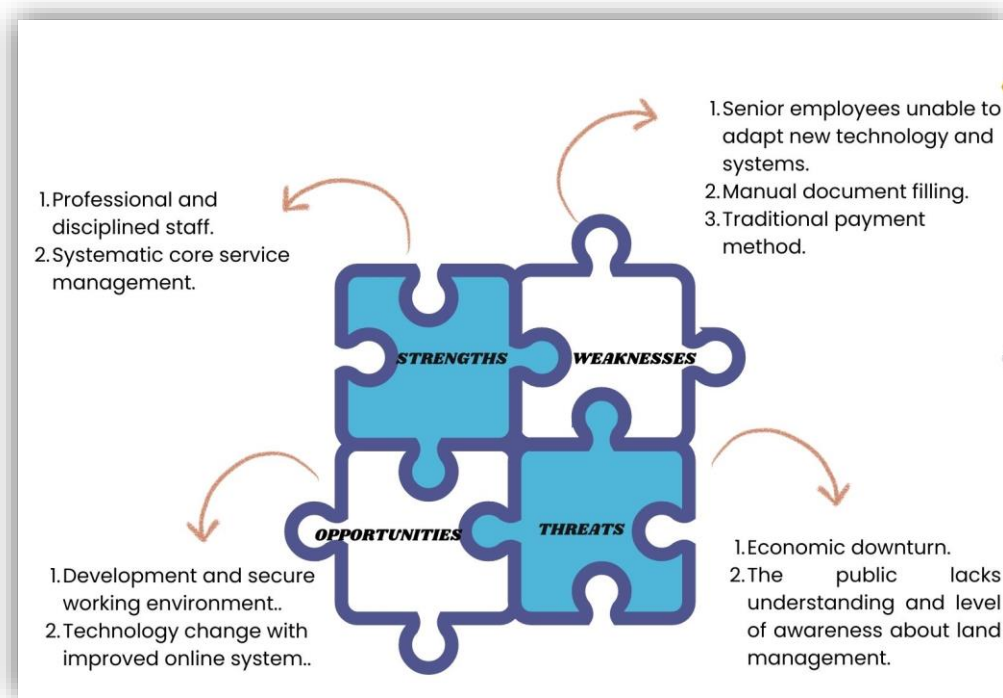 1.Professional and
disciplined staff.
2.Systematic core service
management.
1.Senior employees unable to
adapt new technology and
systems.
2.Manual document filling.
3.Traditional payment
method.
STRENGTHS
WEAKNESSES
OPPORTUNITIES
THREATS
1.Development and secure
working environment..
2.Technology change with
improved online system..
1.Economic downturn.
2.The public lacks
understanding and level
of awareness about land
management.